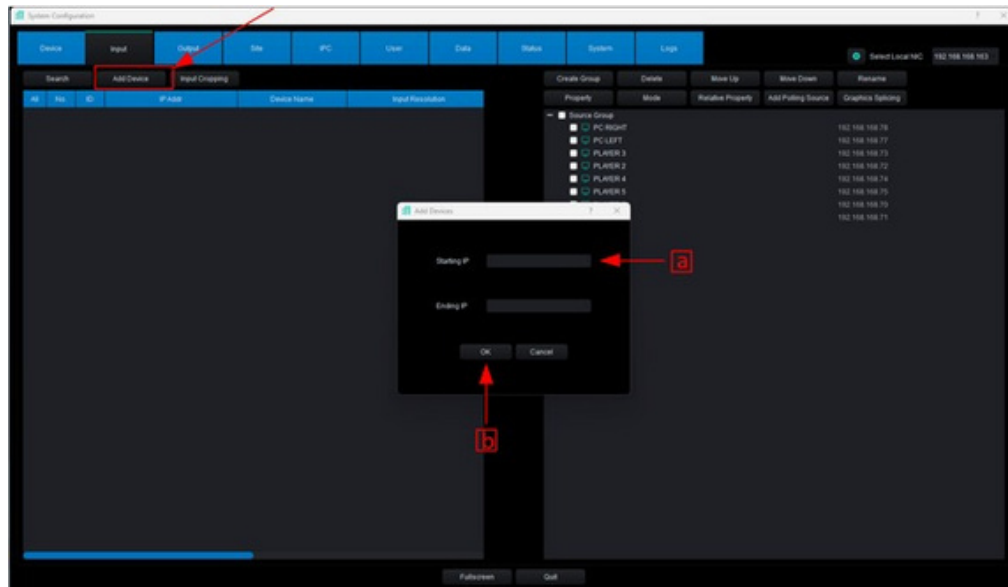 System Configuration
Device Input Output Site IPC User Data Status System Logs
Select Local NIC 192.168.168.163
Search Add Device Input Cropping
Create Group Delete Move Up Move Down Rename
All No ID IP Addr Device Name Input Resolution
Property Mode Relative Property Add Polling Source Graphics Splicing
Source Group
PC RIGHT 192.168.168.78
PC LEFT 192.168.168.77
PLAYER 3 192.168.168.73
PLAYER 2 192.168.168.72
PLAYER 4 192.168.168.74
PLAYER 5 192.168.168.75
192.168.168.70
192.168.168.71
Add Devices
Starting IP
a
Ending IP
OK Cancel
b
Fullscreen Quit